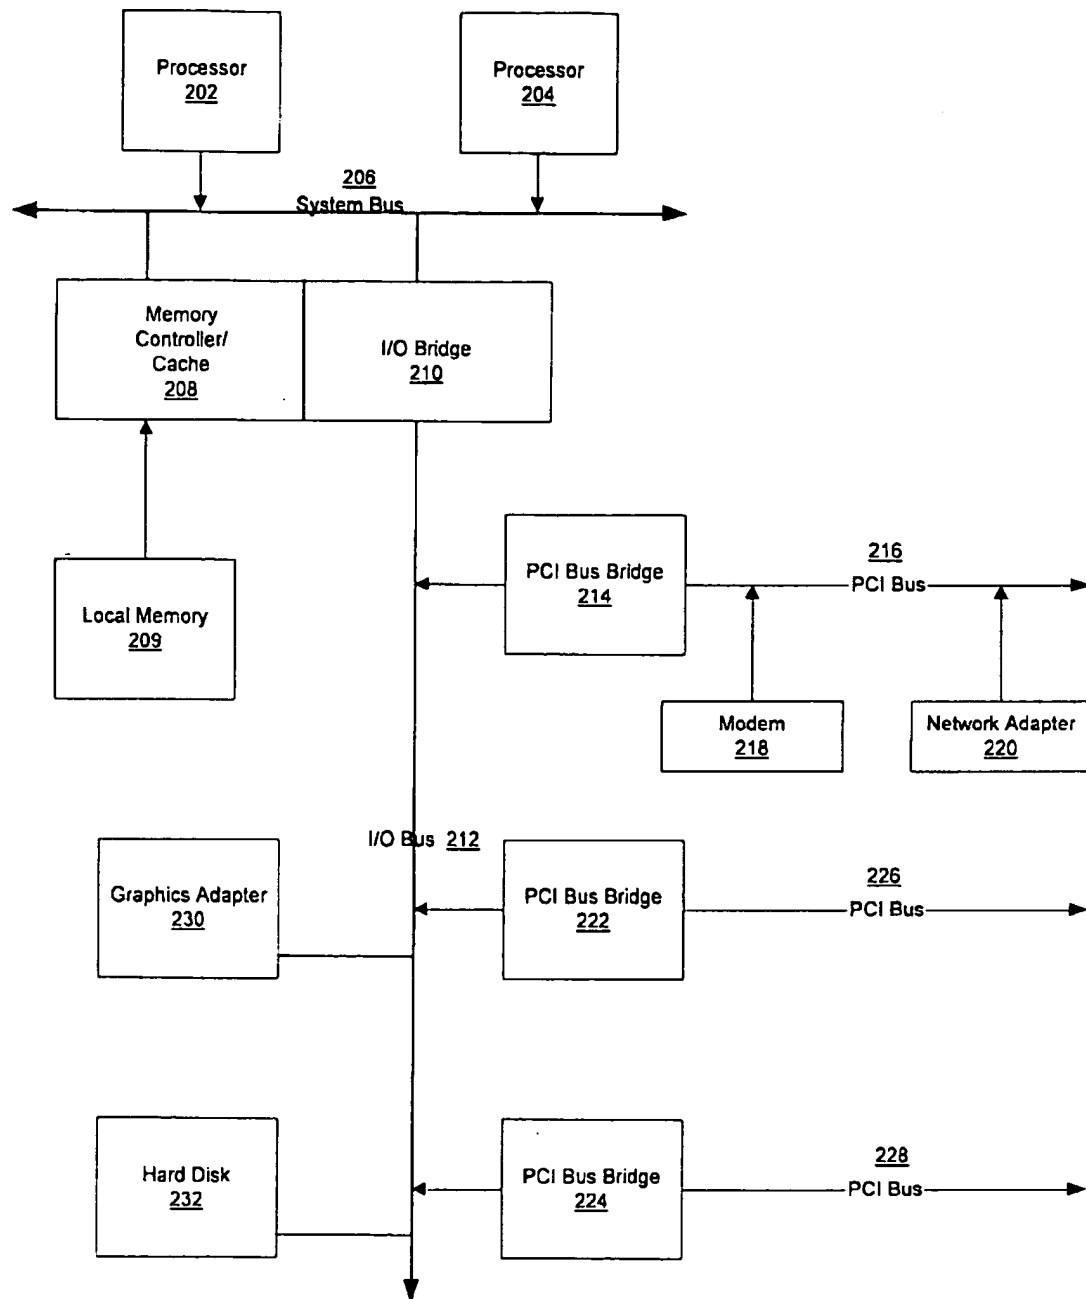 Processor
202
Processor
204
206
System Bus
Memory
Controller/
Cache
208
I/O Bridge
210
PCI Bus Bridge
214
216
PCI Bus
Local Memory
209
Modem
218
Network Adapter
220
I/O Bus 212
Graphics Adapter
230
PCI Bus Bridge
222
226
PCI Bus
Hard Disk
232
PCI Bus Bridge
224
228
PCI Bus